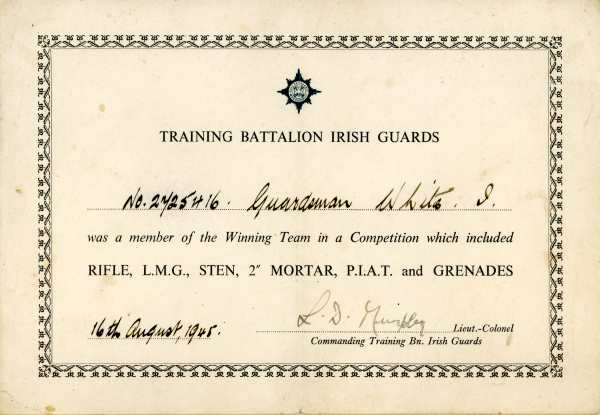 TRAINING BATTALION IRISH GUARDS
No. 2725416. Guardsman White. I.
was a member of the Winning Team in a Competition which included
RIFLE, L.M.G., STEN, 2″ MORTAR, P.I.A.T. and GRENADES
16th August, 1945.
L. D. Lieut.-Colonel
Commanding Training Bn. Irish Guards